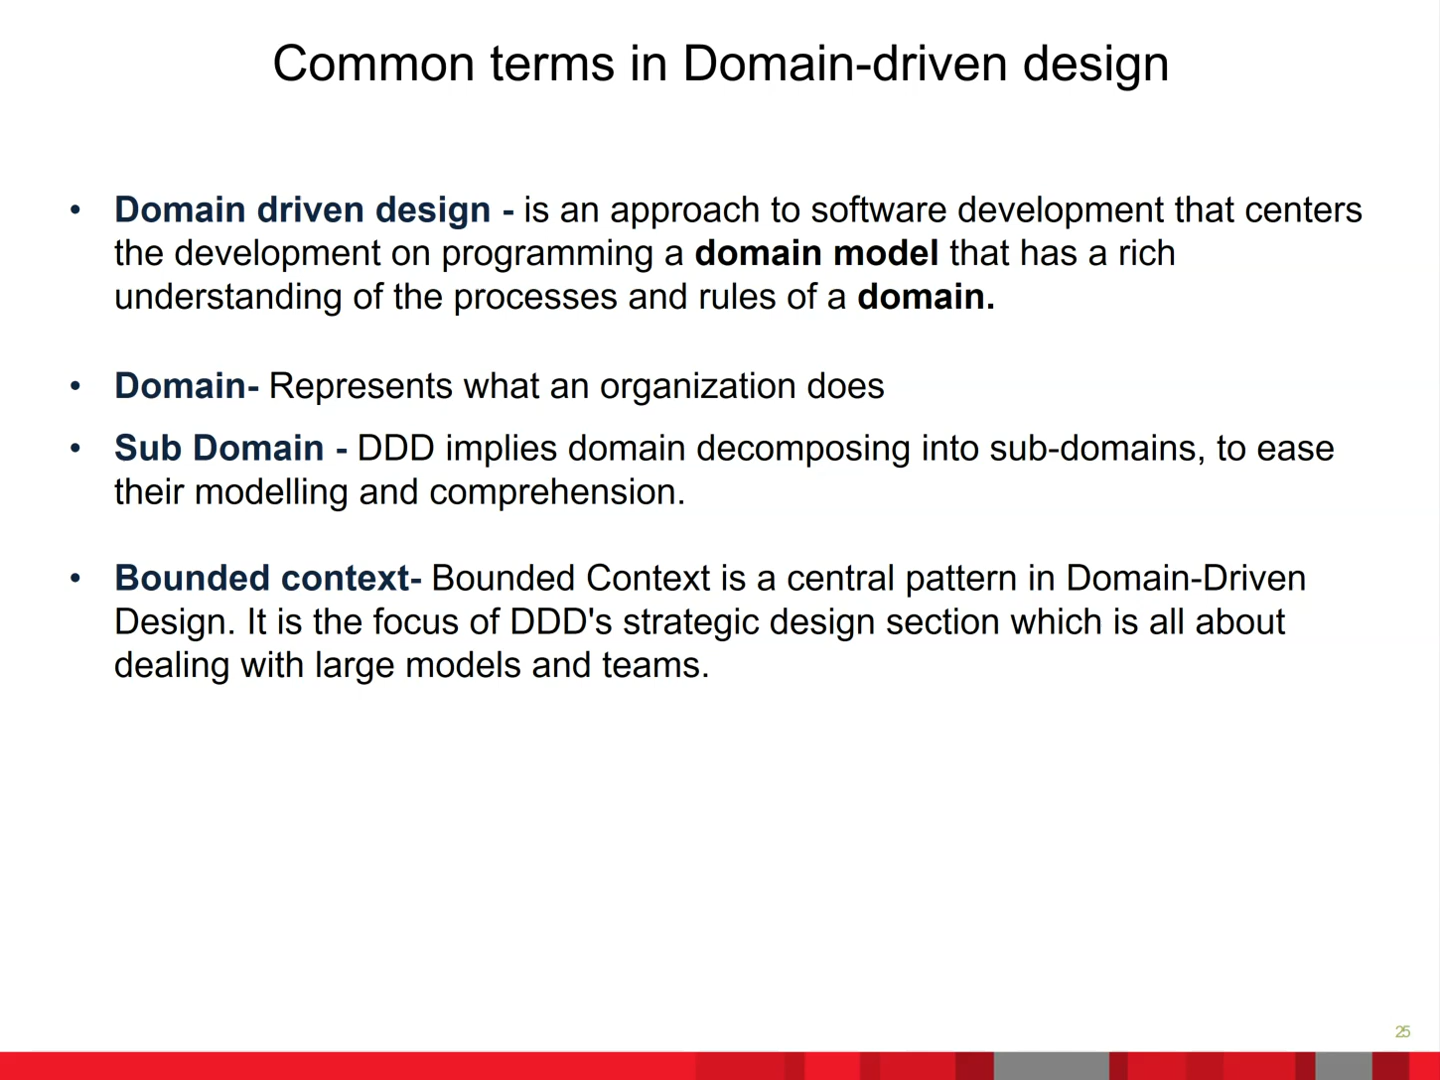 Common terms in Domain-driven design
• Domain driven design - is an approach to software development that centers
the development on programming a domain model that has a rich
understanding of the processes and rules of a domain.
• Domain- Represents what an organization does
• Sub Domain - DDD implies domain decomposing into sub-domains, to ease
their modelling and comprehension.
• Bounded context- Bounded Context is a central pattern in Domain-Driven
Design. It is the focus of DDD's strategic design section which is all about
dealing with large models and teams.
25